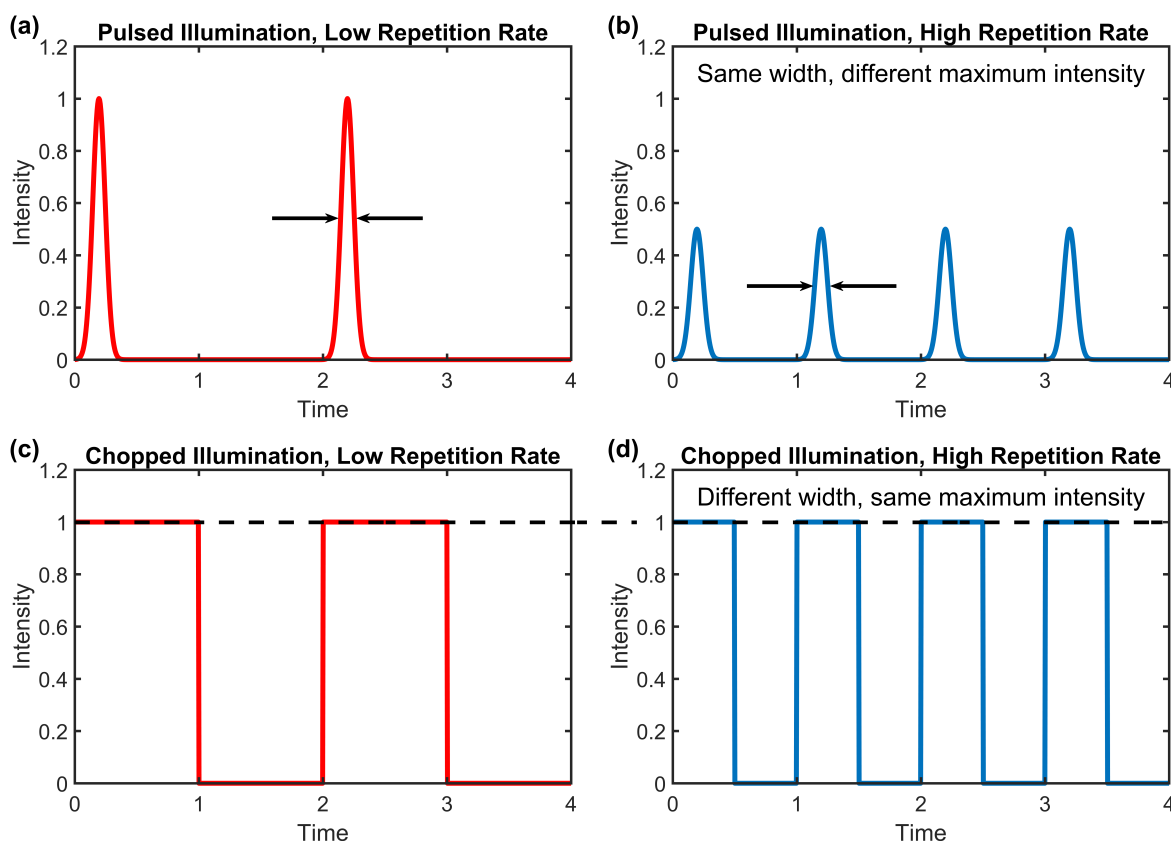 (a)
Pulsed Illumination, Low Repetition Rate
1.2
1
0.8
0.6
0.4
0.2
0
Intensity
0 1 2 3 4
Time
(b)
Pulsed Illumination, High Repetition Rate
Same width, different maximum intensity
1.2
1
0.8
0.6
0.4
0.2
0
Intensity
0 1 2 3 4
Time
(c)
Chopped Illumination, Low Repetition Rate
1.2
1
0.8
0.6
0.4
0.2
0
Intensity
0 1 2 3 4
Time
(d)
Chopped Illumination, High Repetition Rate
Different width, same maximum intensity
1.2
1
0.8
0.6
0.4
0.2
0
Intensity
0 1 2 3 4
Time